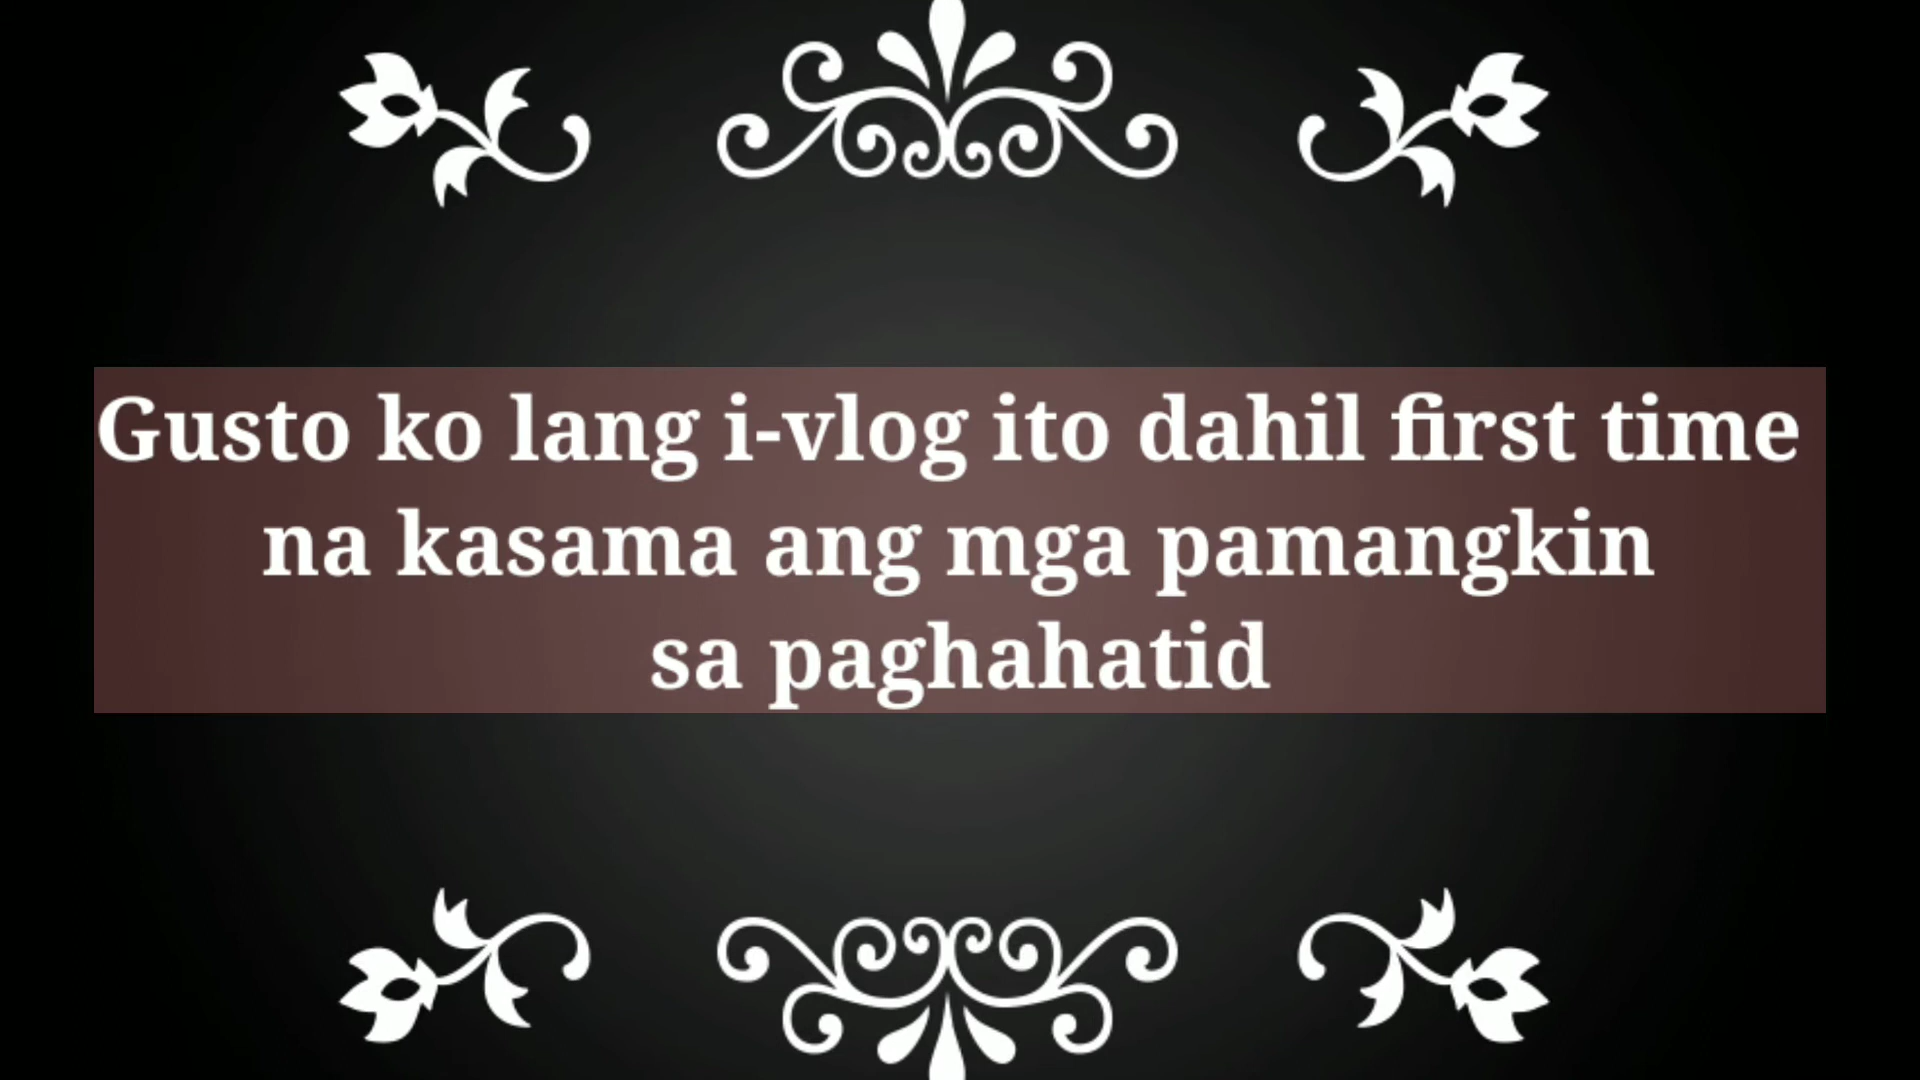 Gusto ko lang i-vlog ito dahil first time
na kasama ang mga pamangkin
sa paghahatid